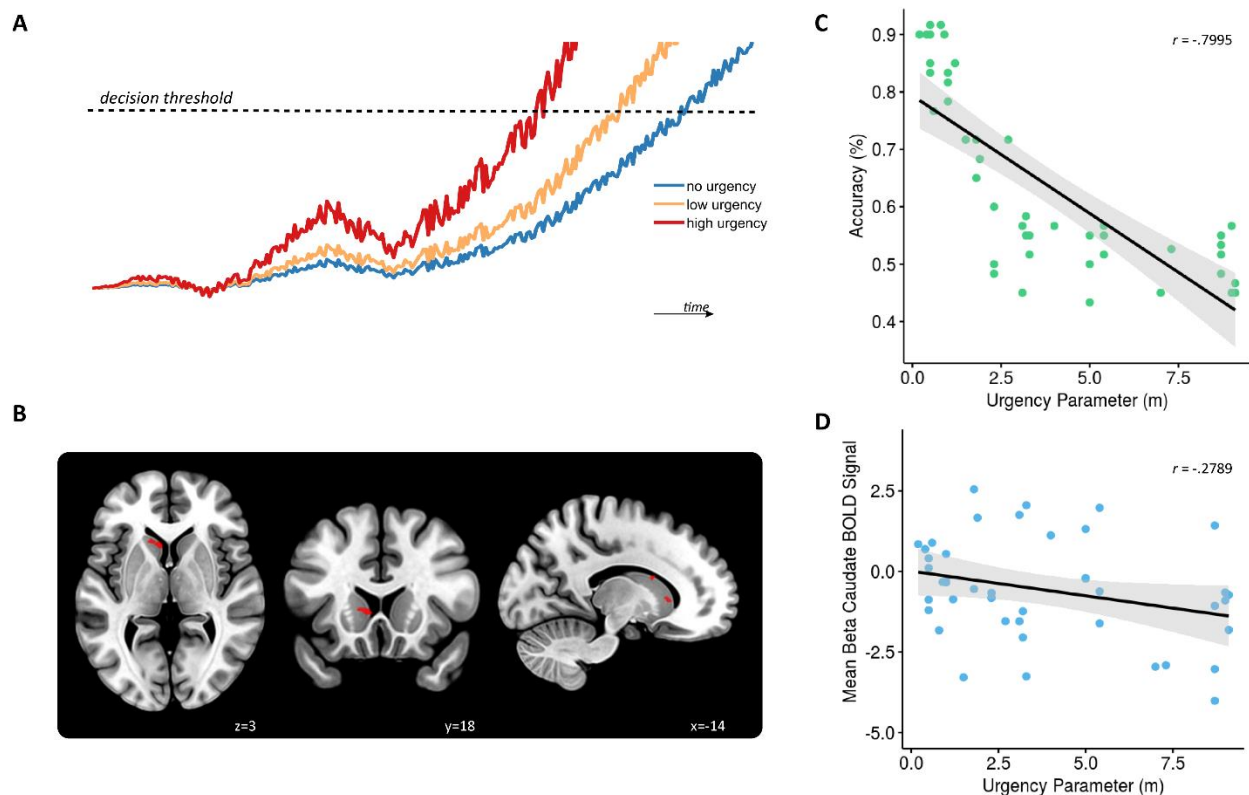 A
decision threshold
no urgency
low urgency
high urgency
time
B
z=3
y=18
x=-14
C
r = -.7995
0.9
0.8
0.7
0.6
0.5
0.4
Accuracy (%)
0.0
2.5
5.0
7.5
Urgency Parameter (m)
D
r = -.2789
2.5
0.0
-2.5
-5.0
Mean Beta Caudate BOLD Signal
0.0
2.5
5.0
7.5
Urgency Parameter (m)